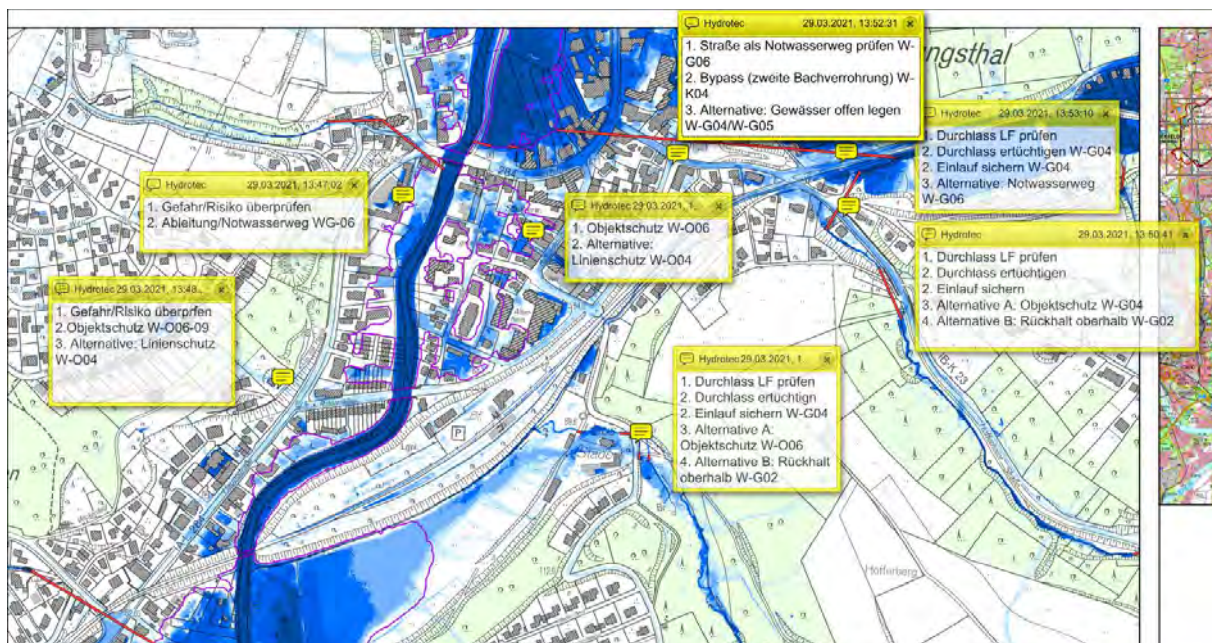 Hydrotec 29.03.2021, 13:52:31
1. Straße als Notwasserweg prüfen W-
G06
2. Bypass (zweite Bachverrohrung) W-
K04
3. Alternative: Gewässer offen legen
W-G04/W-G05
ngsthal
Hydrotec 29.03.2021, 13:53:10
1. Durchlass LF prüfen
2. Durchlass ertüchtigen W-G04
2. Einlauf sichern W-G04
3. Alternative: Notwasserweg
W-G06
Hydrotec 29.03.2021, 13:47:02
1. Gefahr/Risiko überprüfen
2. Ableitung/Notwasserweg WG-06
284
Hydrotec 29.03.2021, 1...
1. Objektschutz W-O06
2. Alternative:
Linienschutz W-O04
Hydrotec 29.03.2021, 13:50:41
1. Durchlass LF prüfen
2. Durchlass ertüchtigen
2. Einlauf sichern
3. Alternative A: Objektschutz W-G04
4. Alternative B: Rückhalt oberhalb W-G02
Hydrotec 29.03.2021, 13:48...
1. Gefahr/RIsiko überprfen
2.Objektschutz W-O06-09
3. Alternative: Linienschutz
W-O04
K 23
Hydrotec 29.03.2021, 1...
1. Durchlass LF prüfen
2. Durchlass ertüchtign
2. Einlauf sichern W-G04
3. Alternative A:
Objektschutz W-O06
4. Alternative B: Rückhalt
oberhalb W-G02
P
Lgpl
Hofferberg